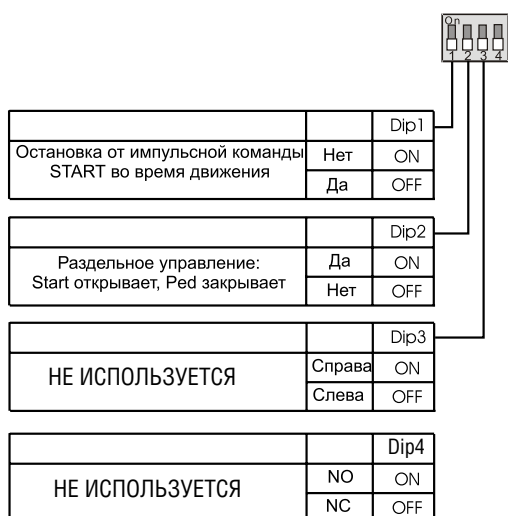 On
1 2 3 4
Dip1
Остановка от импульсной команды START во время движения
Нет ON
Да OFF
Dip2
Раздельное управление:
Start открывает, Ped закрывает
Да ON
Нет OFF
Dip3
НЕ ИСПОЛЬЗУЕТСЯ
Справа ON
Слева OFF
Dip4
НЕ ИСПОЛЬЗУЕТСЯ
NO ON
NC OFF